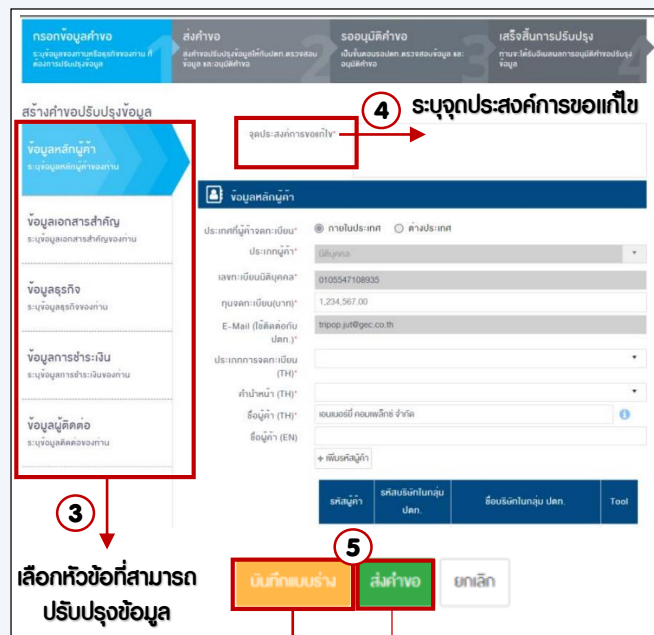 กรอกข้อมูลคำขอ
ระบุข้อมูลของท่านหรือธุรกิจของท่าน ที่
ต้องการปรับปรุงข้อมูล
1
ส่งคำขอ
ส่งคำขอปรับปรุงข้อมูลให้กับปตท.ตรวจสอบ
ข้อมูล และอนุมัติคำขอ
2
รออนุมัติคำขอ
เป็นขั้นตอนรอปตท.ตรวจสอบข้อมูล และ
อนุมัติคำขอ
3
เสร็จสิ้นการปรับปรุง
ท่านจะได้รับอีเมลผลการอนุมัติคำขอปรับปรุง
ข้อมูล
4
สร้างคำขอปรับปรุงข้อมูล
ข้อมูลหลักผู้ค้า
ระบุข้อมูลหลักผู้ค้าของท่าน
ข้อมูลเอกสารสำคัญ
ระบุข้อมูลเอกสารสำคัญของท่าน
ข้อมูลธุรกิจ
ระบุข้อมูลธุรกิจของท่าน
ข้อมูลการชำระเงิน
ระบุข้อมูลการชำระเงินของท่าน
ข้อมูลผู้ติดต่อ
ระบุข้อมูลติดต่อของท่าน
3
เลือกหัวข้อที่สามารถ
ปรับปรุงข้อมูล
จุดประสงค์การขอแก้ไข*
4 ระบุจุดประสงค์การขอแก้ไข
ข้อมูลหลักผู้ค้า
ประเทศที่ผู้ค้าจดทะเบียน* ภายในประเทศ ต่างประเทศ
ประเภทผู้ค้า* นิติบุคคล
เลขทะเบียนนิติบุคคล* 0105547108935
ทุนจดทะเบียน(บาท)* 1,234,567.00
E-Mail (ใช้ติดต่อกับ tripop.jut@gec.co.th
ปตท.)*
ประเภทการจดทะเบียน
(TH)*
คำนำหน้า (TH)*
ชื่อผู้ค้า (TH)* เอนเนอร์ยี่ คอมเพล็กซ์ จำกัด
ชื่อผู้ค้า (EN)
+ เพิ่มรหัสผู้ค้า
รหัสผู้ค้า
รหัสบริษัทในกลุ่ม
ปตท.
ชื่อบริษัทในกลุ่ม ปตท.
Tool
5
บันทึกแบบร่าง ส่งคำขอ ยกเลิก